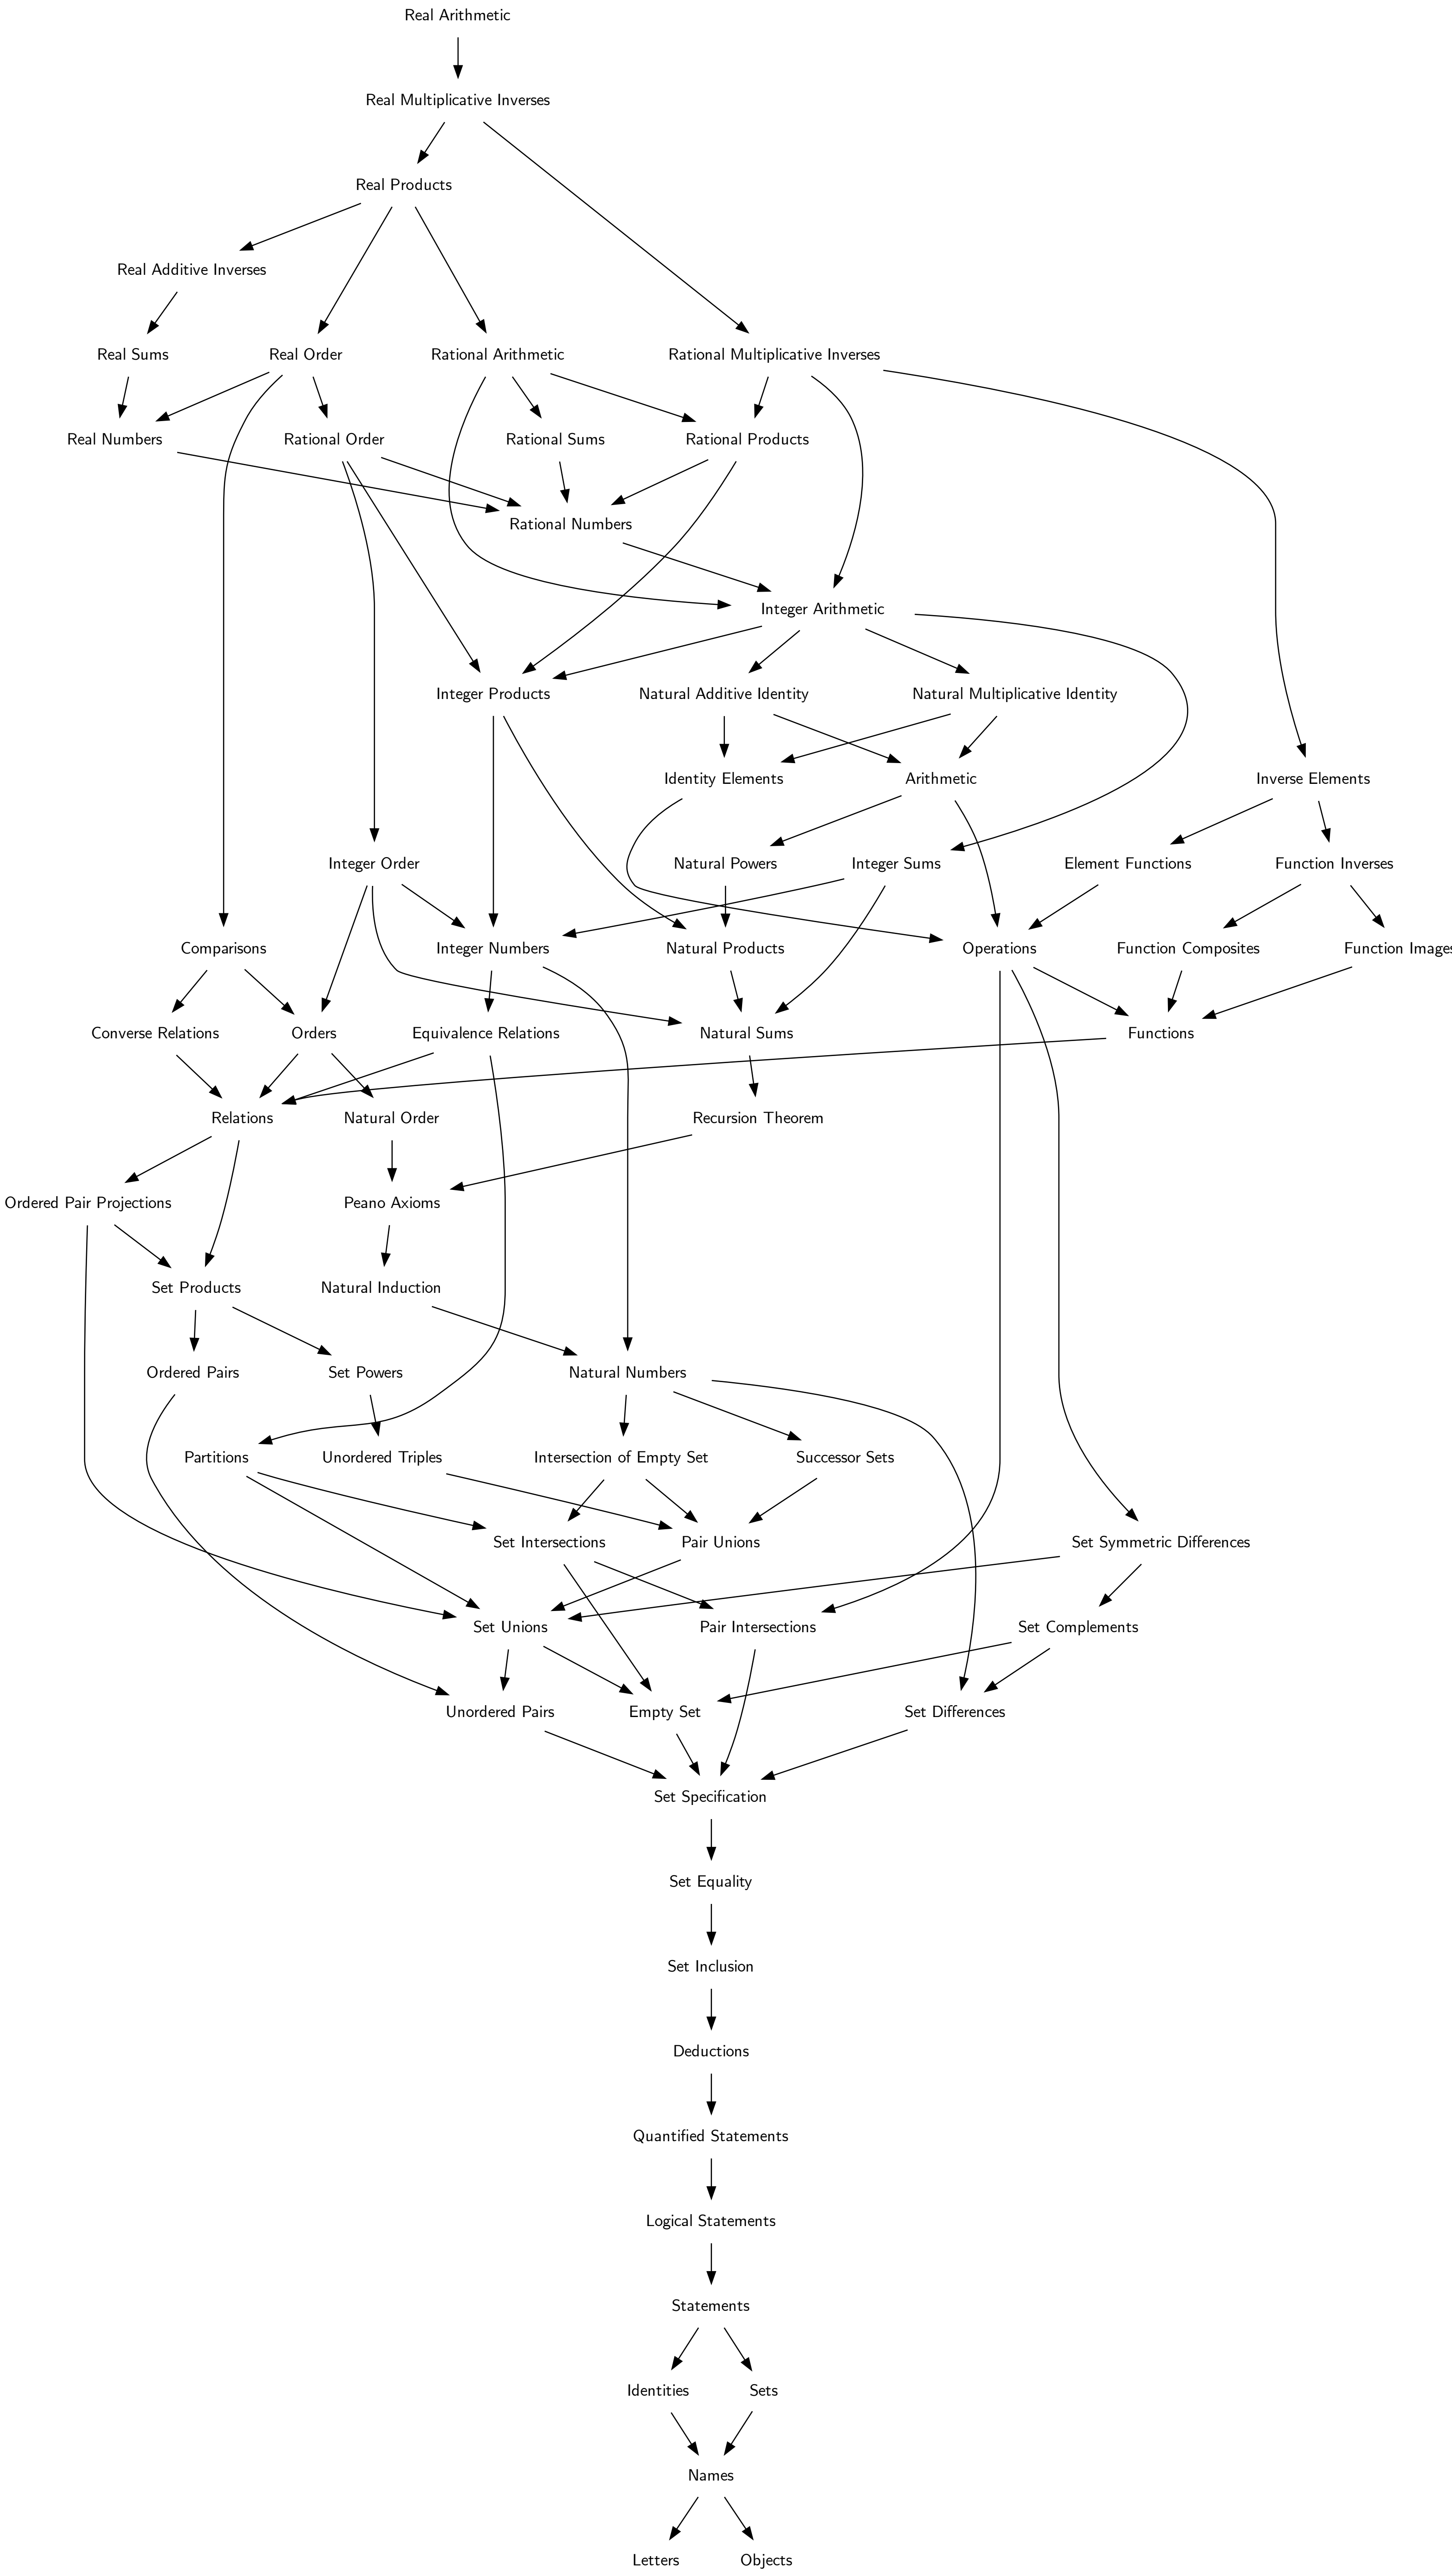 Real Arithmetic
Real Multiplicative Inverses
Real Products
Real Additive Inverses
Real Sums
Real Order
Rational Arithmetic
Rational Multiplicative Inverses
Real Numbers
Rational Order
Rational Sums
Rational Products
Rational Numbers
Integer Arithmetic
Integer Products
Natural Additive Identity
Natural Multiplicative Identity
Identity Elements
Arithmetic
Inverse Elements
Integer Order
Natural Powers
Integer Sums
Element Functions
Function Inverses
Comparisons
Integer Numbers
Natural Products
Operations
Function Composites
Function Images
Converse Relations
Orders
Equivalence Relations
Natural Sums
Functions
Relations
Natural Order
Recursion Theorem
Ordered Pair Projections
Peano Axioms
Set Products
Natural Induction
Ordered Pairs
Set Powers
Natural Numbers
Partitions
Unordered Triples
Intersection of Empty Set
Successor Sets
Set Intersections
Pair Unions
Set Symmetric Differences
Set Unions
Pair Intersections
Set Complements
Unordered Pairs
Empty Set
Set Differences
Set Specification
Set Equality
Set Inclusion
Deductions
Quantified Statements
Logical Statements
Statements
Identities
Sets
Names
Letters
Objects